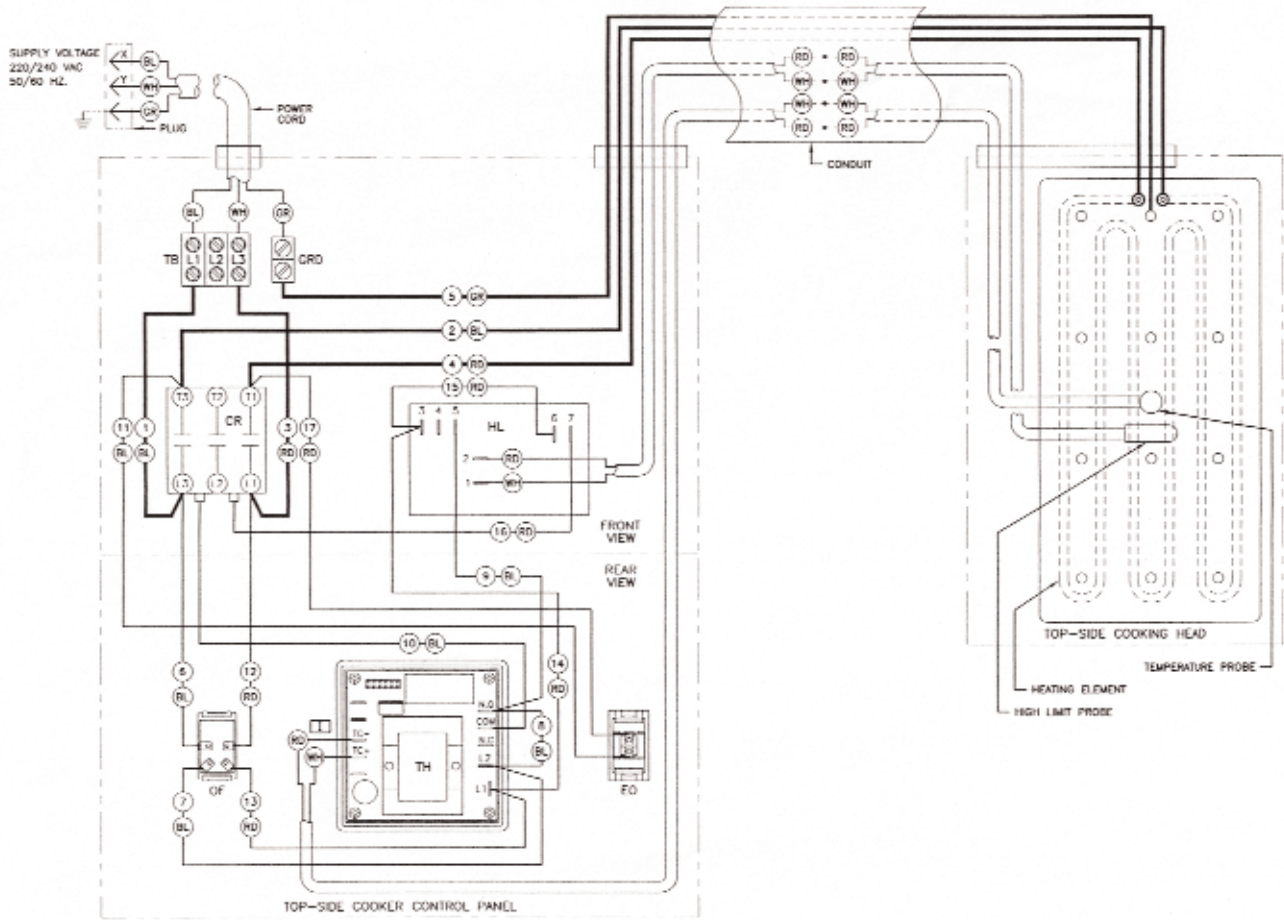 SUPPLY VOLTAGE
220/240 VAC
50/60 HZ.
X
BL
Y
WH
GR
PLUG
POWER
CORD
RD RD
WH WH
WH WH
RD RD
CONDUIT
BL WH GR
TB L1 L2 L3 GRD
5 GR
2 BL
4 RD
15 RD
T3 T2 T1
CR
11 1 3 17
BL BL RD RD
L3 L2 L1
3 4 5 HL 6 7
2 RD
1 WH
16 RD
FRONT
VIEW
REAR
VIEW
9 BL
10 BL
14
RD
6 12
BL RD
OF
7 13
BL RD
RD WH
TC-
TC+
TH
N.O
COM
N.C
L2
L1
8
BL
EO
TOP-SIDE COOKER CONTROL PANEL
TOP-SIDE COOKING HEAD
TEMPERATURE PROBE
HEATING ELEMENT
HIGH LIMIT PROBE